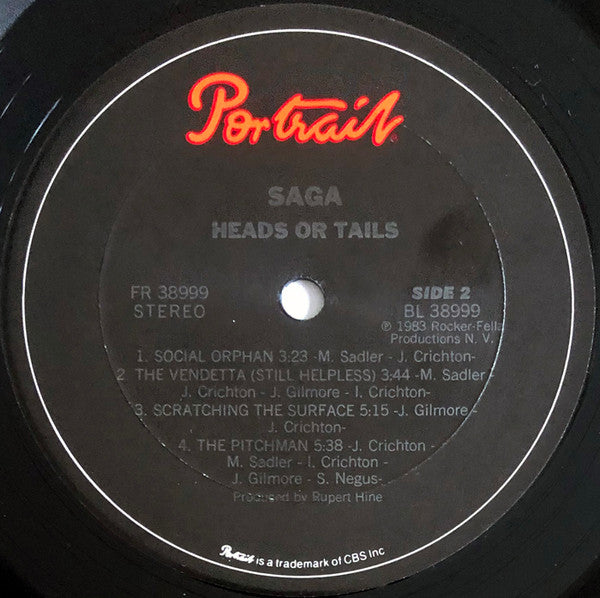 Portrait
SAGA
HEADS OR TAILS
FR 38999
STEREO
SIDE 2
BL 38999
℗ 1983 Rocker-Fella
Productions N. V.
1. SOCIAL ORPHAN 3:23 -M. Sadler - J. Crichton-
2. THE VENDETTA (STILL HELPLESS) 3:44 -M. Sadler -
J. Crichton - J. Gilmore - I. Crichton-
3. SCRATCHING THE SURFACE 5:15 -J. Gilmore -
J. Crichton-
4. THE PITCHMAN 5:38 -J. Crichton -
M. Sadler - I. Crichton -
J. Gilmore - S. Negus-
Produced by Rupert Hine
Portrait is a trademark of CBS Inc